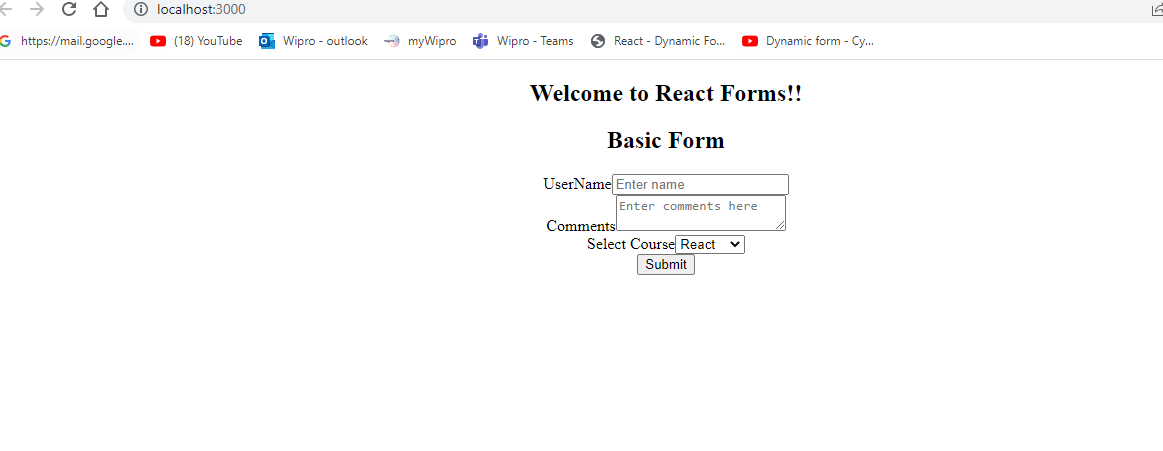 localhost:3000
https://mail.google.... (18) YouTube Wipro - outlook myWipro Wipro - Teams React - Dynamic Fo... Dynamic form - Cy...
Welcome to React Forms!!
Basic Form
UserName Enter name
Enter comments here
Comments
Select Course React
Submit